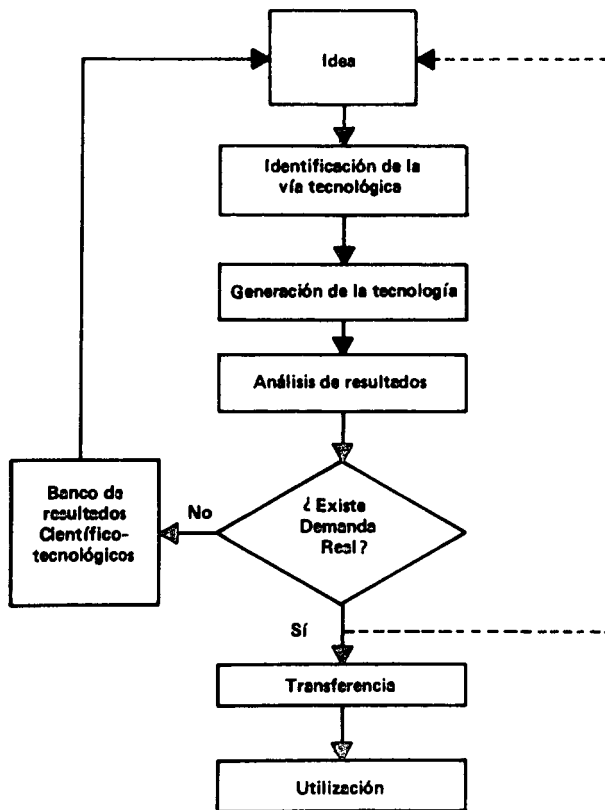 Idea
Identificación de la
vía tecnológica
Generación de la tecnología
Análisis de resultados
Banco de
resultados
Científico-
tecnológicos
No
¿ Existe
Demanda
Real?
Sí
Transferencia
Utilización